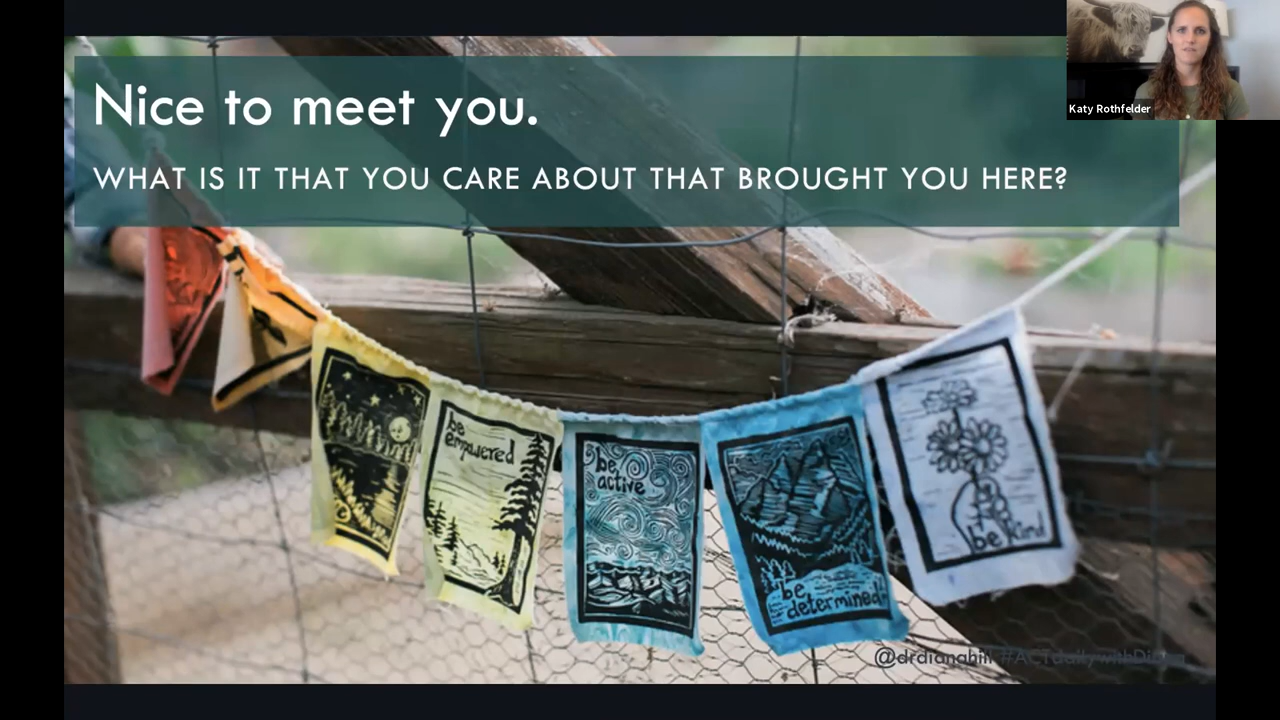 Nice to meet you.
WHAT IS IT THAT YOU CARE ABOUT THAT BROUGHT YOU HERE?
Katy Rothfelder
be
empowered
be
active
be
determined
be kind
@drdianahill #ACTdailywith